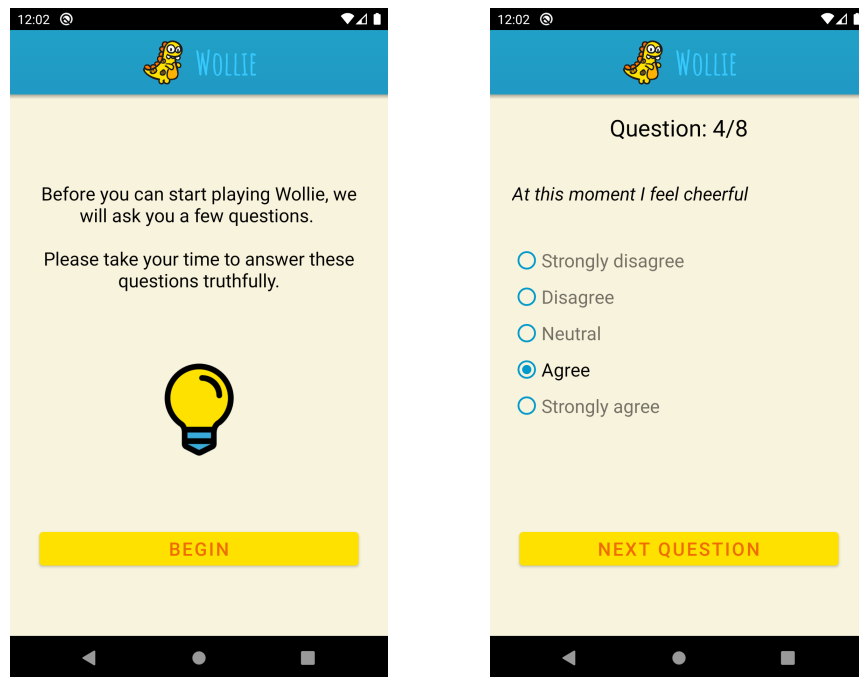 12:02
WOLLIE
Before you can start playing Wollie, we
will ask you a few questions.
Please take your time to answer these
questions truthfully.
BEGIN
12:02
WOLLIE
Question: 4/8
At this moment I feel cheerful
Strongly disagree
Disagree
Neutral
Agree
Strongly agree
NEXT QUESTION